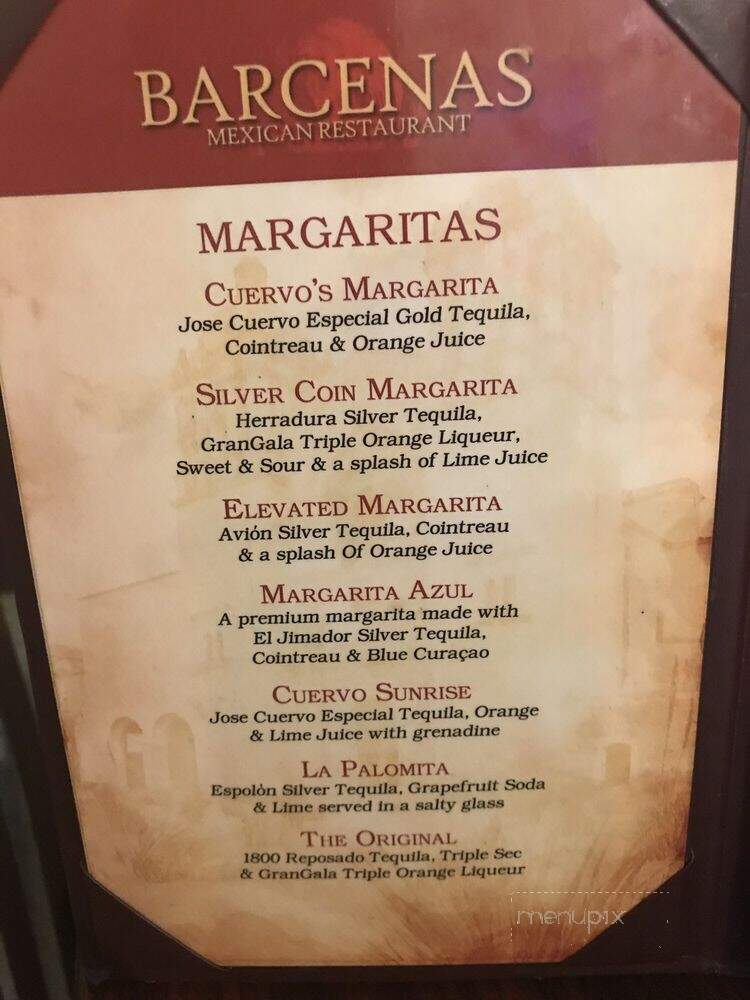 BARCENAS
MEXICAN RESTAURANT
MARGARITAS
CUERVO'S MARGARITA
Jose Cuervo Especial Gold Tequila,
Cointreau & Orange Juice
SILVER COIN MARGARITA
Herradura Silver Tequila,
GranGala Triple Orange Liqueur,
Sweet & Sour & a splash of Lime Juice
ELEVATED MARGARITA
Avión Silver Tequila, Cointreau
& a splash Of Orange Juice
MARGARITA AZUL
A premium margarita made with
El Jimador Silver Tequila,
Cointreau & Blue Curaçao
CUERVO SUNRISE
Jose Cuervo Especial Tequila, Orange
& Lime Juice with grenadine
LA PALOMITA
Espolòn Silver Tequila, Grapefruit Soda
& Lime served in a salty glass
THE ORIGINAL
1800 Reposado Tequila, Triple Sec
& GranGala Triple Orange Liqueur
menupix